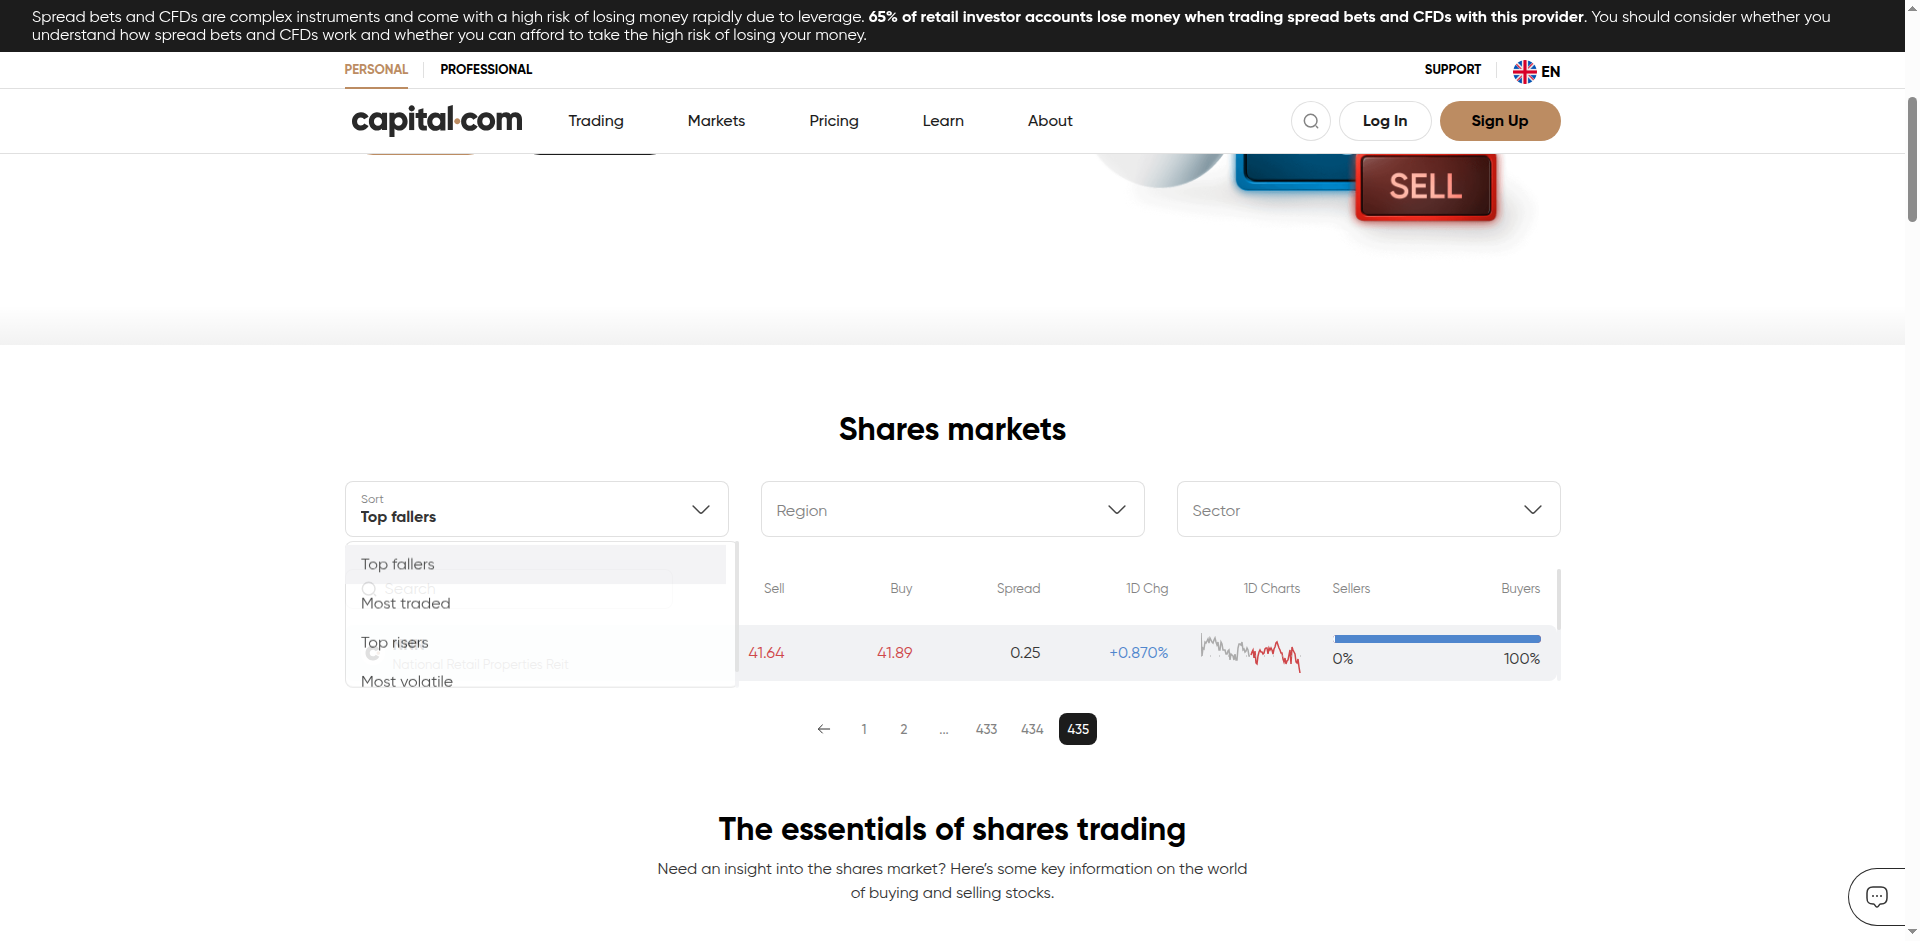 Spread bets and CFDs are complex instruments and come with a high risk of losing money rapidly due to leverage. 65% of retail investor accounts lose money when trading spread bets and CFDs with this provider. You should consider whether you
understand how spread bets and CFDs work and whether you can afford to take the high risk of losing your money.
PERSONAL PROFESSIONAL SUPPORT EN
capital.com Trading Markets Pricing Learn About Log In Sign Up
SELL
Shares markets
Sort
Top fallers
Region
Sector
Top fallers
Search
Most traded
Top risers
National Retail Properties Reit
Most volatile
Sell Buy Spread 1D Chg 1D Charts Sellers Buyers
41.64 41.89 0.25 +0.870% 0% 100%
1 2 ... 433 434 435
The essentials of shares trading
Need an insight into the shares market? Here's some key information on the world
of buying and selling stocks.